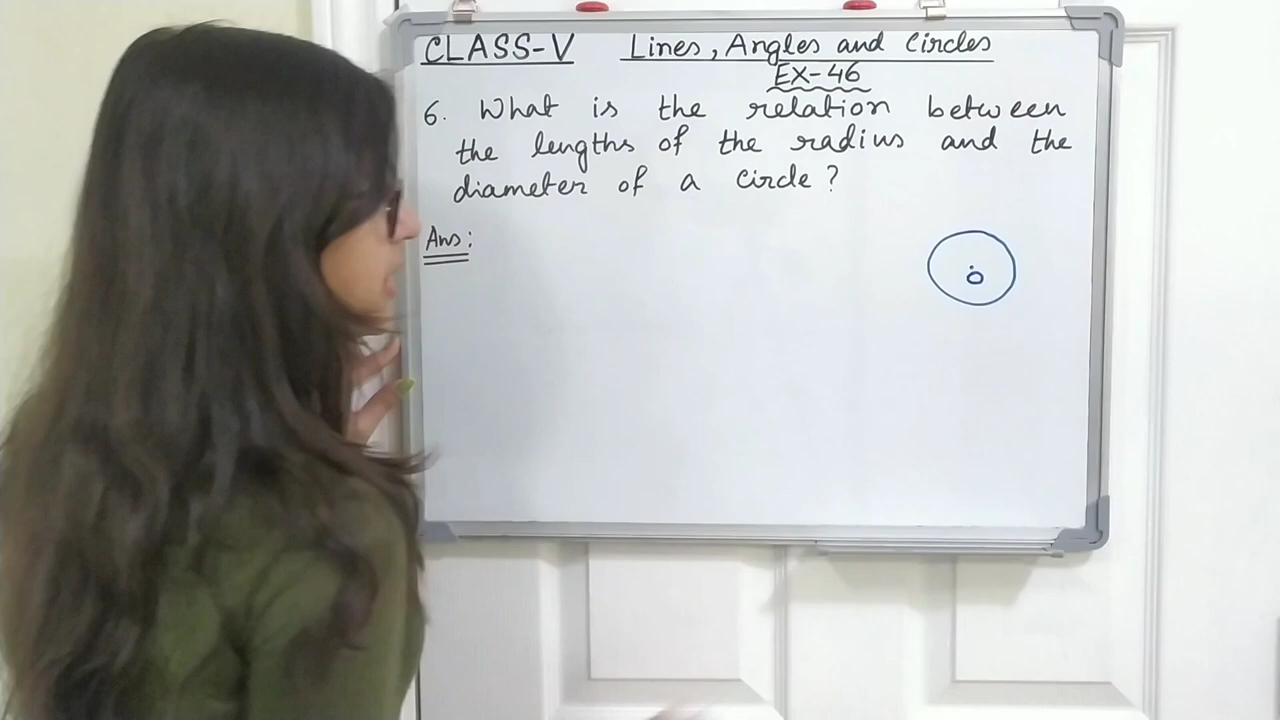 CLASS-V Lines, Angles and Circles
EX-46
6. What is the relation between
the lengths of the radius and the
diameter of a circle?
Ans:
O